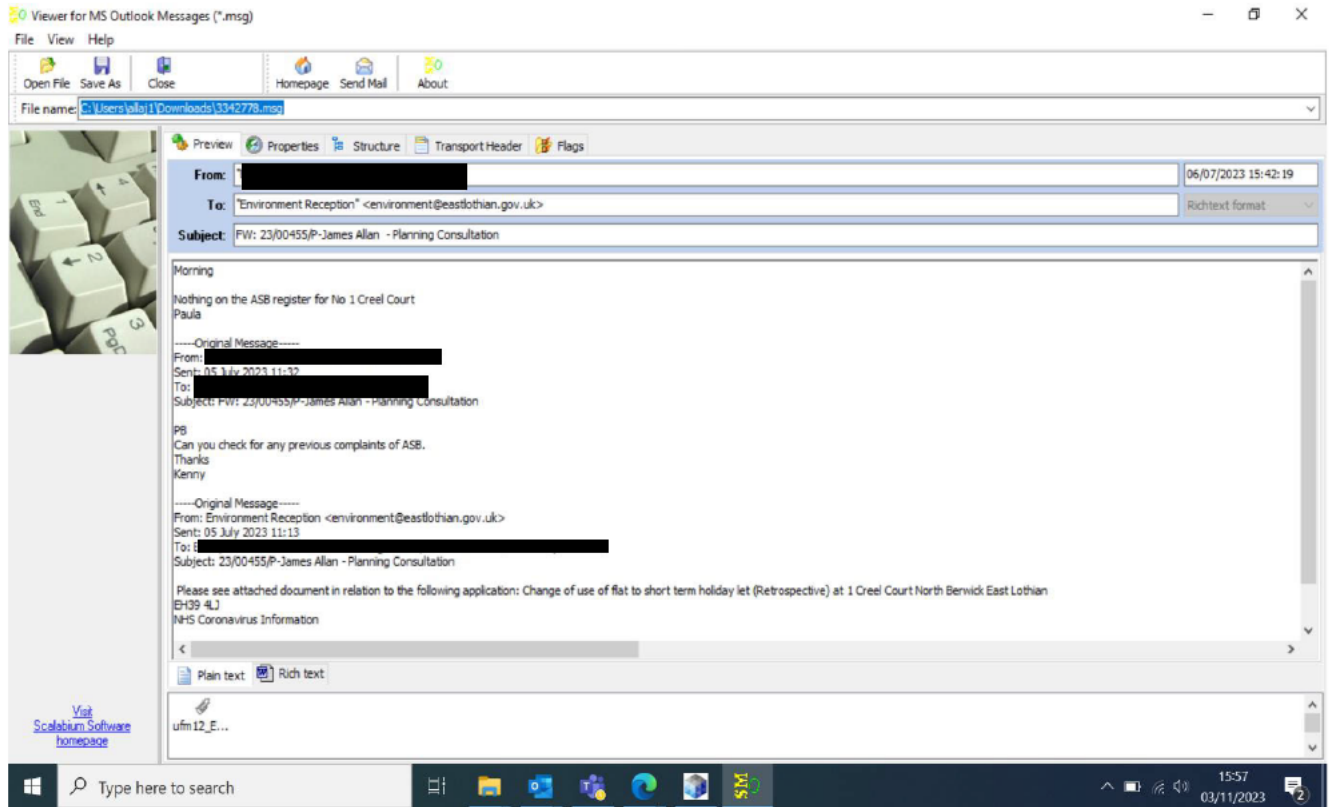 Viewer for MS Outlook Messages (*.msg)
File View Help
Open File Save As Close Homepage Send Mail About
File name: C:\Users\allaj1\Downloads\3342778.msg
Preview Properties Structure Transport Header Flags
From: 06/07/2023 15:42:19
To: "Environment Reception" <environment@eastlothian.gov.uk> Richtext format
Subject: FW: 23/00455/P-James Allan - Planning Consultation
Morning
Nothing on the ASB register for No 1 Creel Court
Paula
-----Original Message-----
From:
Sent: 05 July 2023 11:32
To:
Subject: FW: 23/00455/P-James Allan - Planning Consultation
PB
Can you check for any previous complaints of ASB.
Thanks
Kenny
-----Original Message-----
From: Environment Reception <environment@eastlothian.gov.uk>
Sent: 05 July 2023 11:13
To:
Subject: 23/00455/P-James Allan - Planning Consultation
Please see attached document in relation to the following application: Change of use of flat to short term holiday let (Retrospective) at 1 Creel Court North Berwick East Lothian
EH39 4LJ
NHS Coronavirus Information
Plain text Rich text
ufm12_E...
Visit
Scalabium Software
homepage
Type here to search
15:57
03/11/2023
2
End 1
4
3
PgD
2